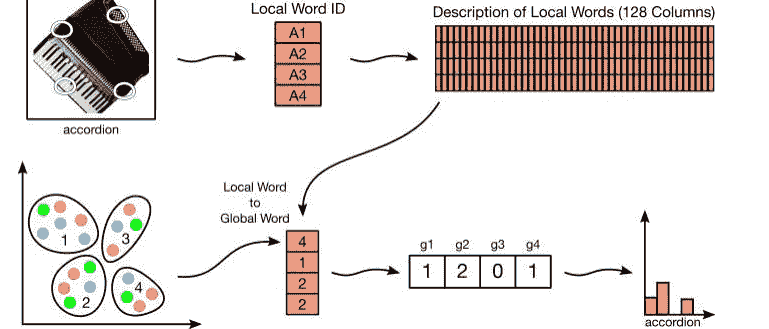 Local Word ID
Description of Local Words (128 Columns)
A1
A2
A3
A4
accordion
Local Word
to
Global Word
1
3
2
4
4
1
2
2
g1 g2 g3 g4
1 2 0 1
accordion